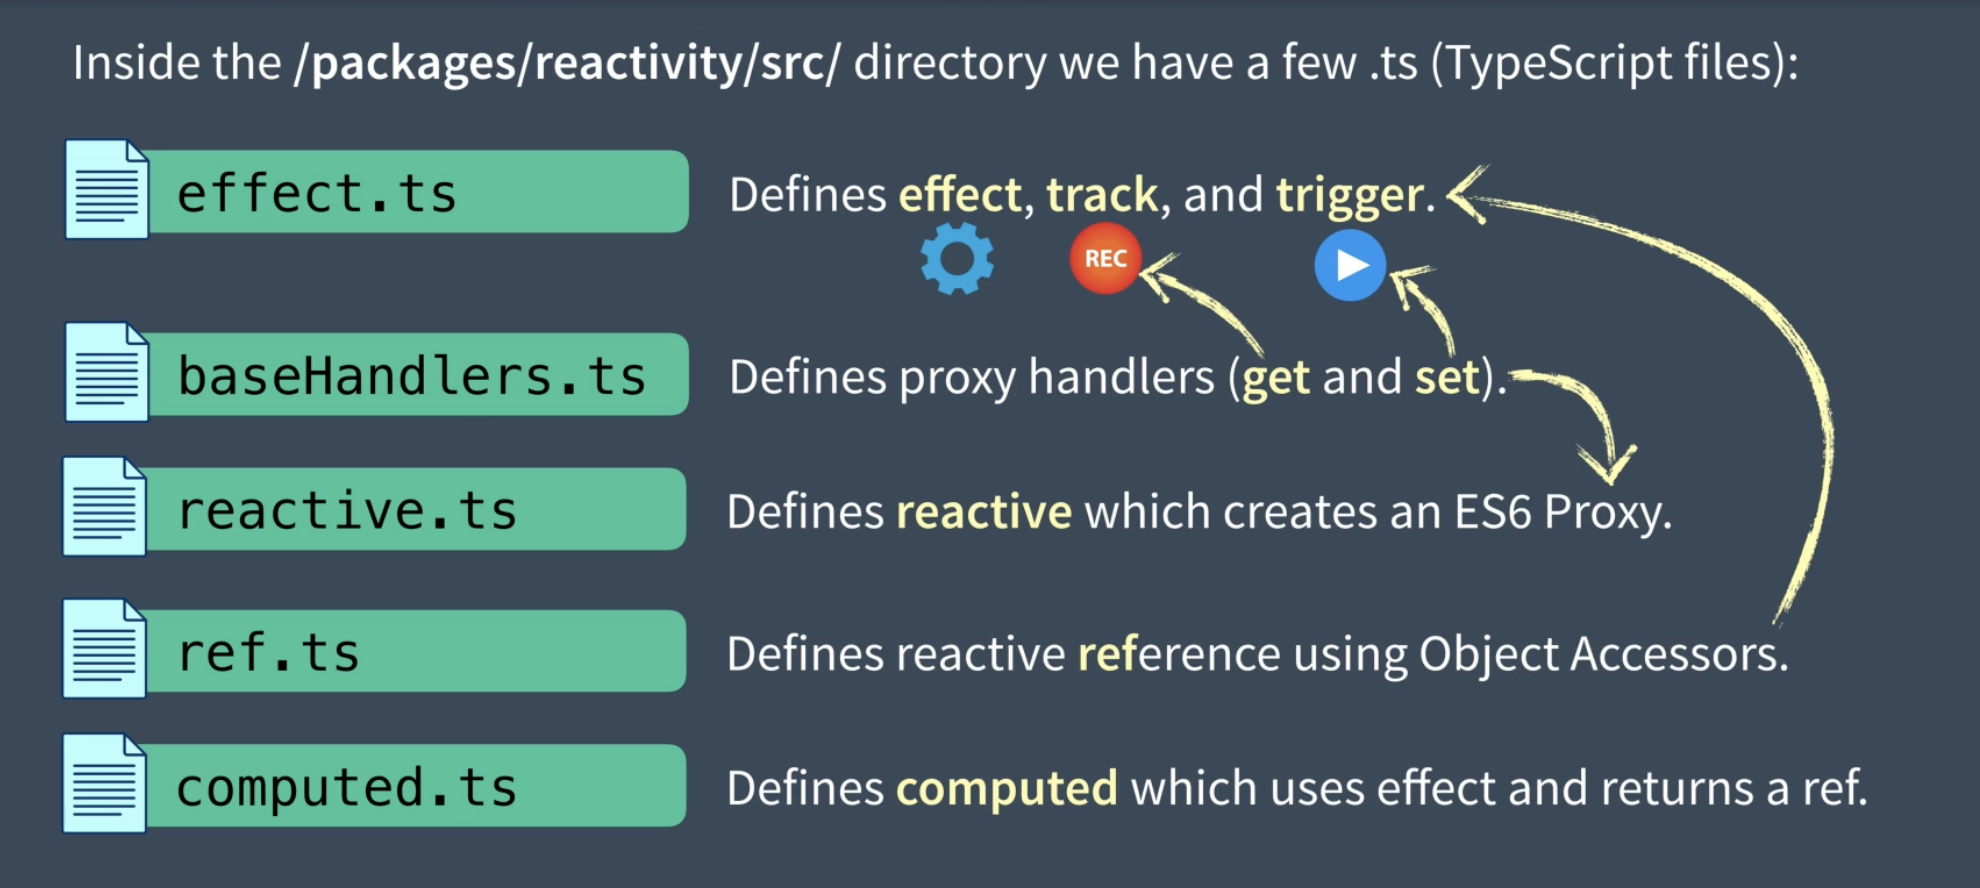 Inside the /packages/reactivity/src/ directory we have a few .ts (TypeScript files):
effect.ts
Defines effect, track, and trigger.
REC
baseHandlers.ts
Defines proxy handlers (get and set).
reactive.ts
Defines reactive which creates an ES6 Proxy.
ref.ts
Defines reactive reference using Object Accessors.
computed.ts
Defines computed which uses effect and returns a ref.